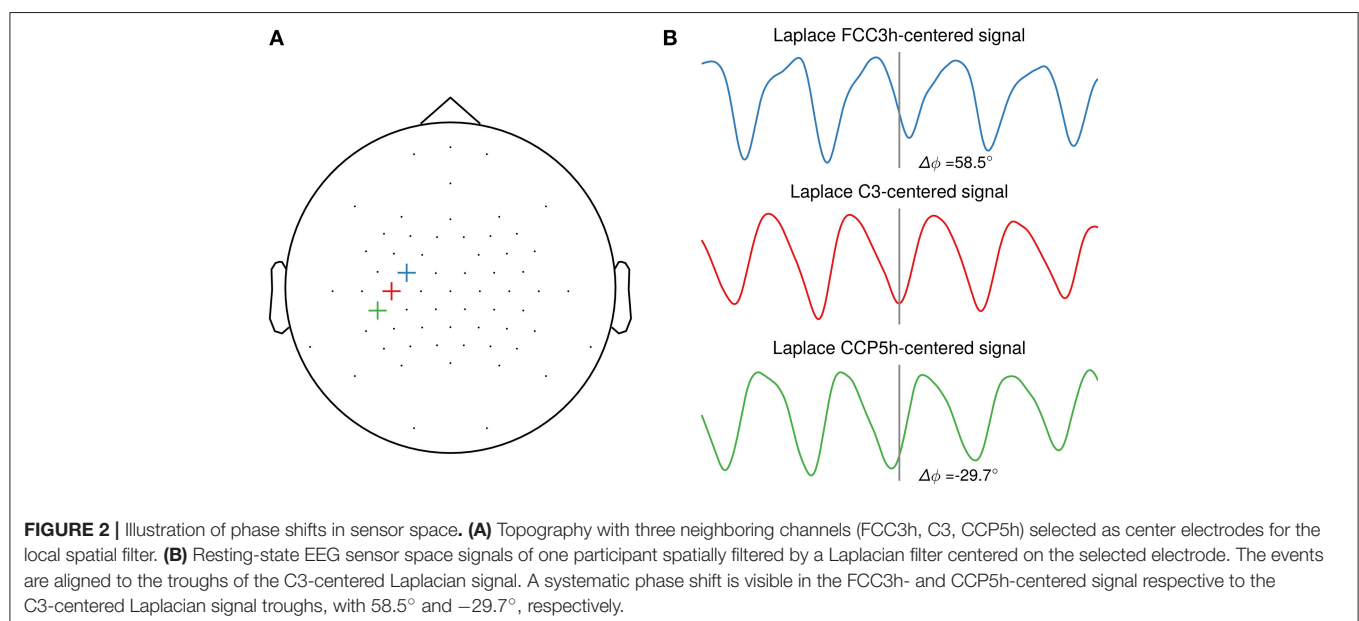 A
B
Laplace FCC3h-centered signal
Δϕ =58.5°
Laplace C3-centered signal
Laplace CCP5h-centered signal
Δϕ =-29.7°
FIGURE 2 | Illustration of phase shifts in sensor space. (A) Topography with three neighboring channels (FCC3h, C3, CCP5h) selected as center electrodes for the
local spatial filter. (B) Resting-state EEG sensor space signals of one participant spatially filtered by a Laplacian filter centered on the selected electrode. The events
are aligned to the troughs of the C3-centered Laplacian signal. A systematic phase shift is visible in the FCC3h- and CCP5h-centered signal respective to the
C3-centered Laplacian signal troughs, with 58.5° and −29.7°, respectively.